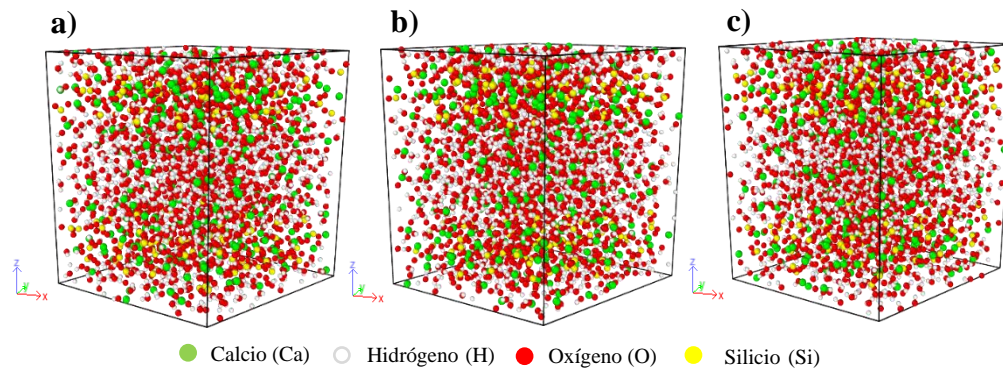 a) b) c)
z y x z y x z y x
Calcio (Ca) Hidrógeno (H) Oxígeno (O) Silicio (Si)